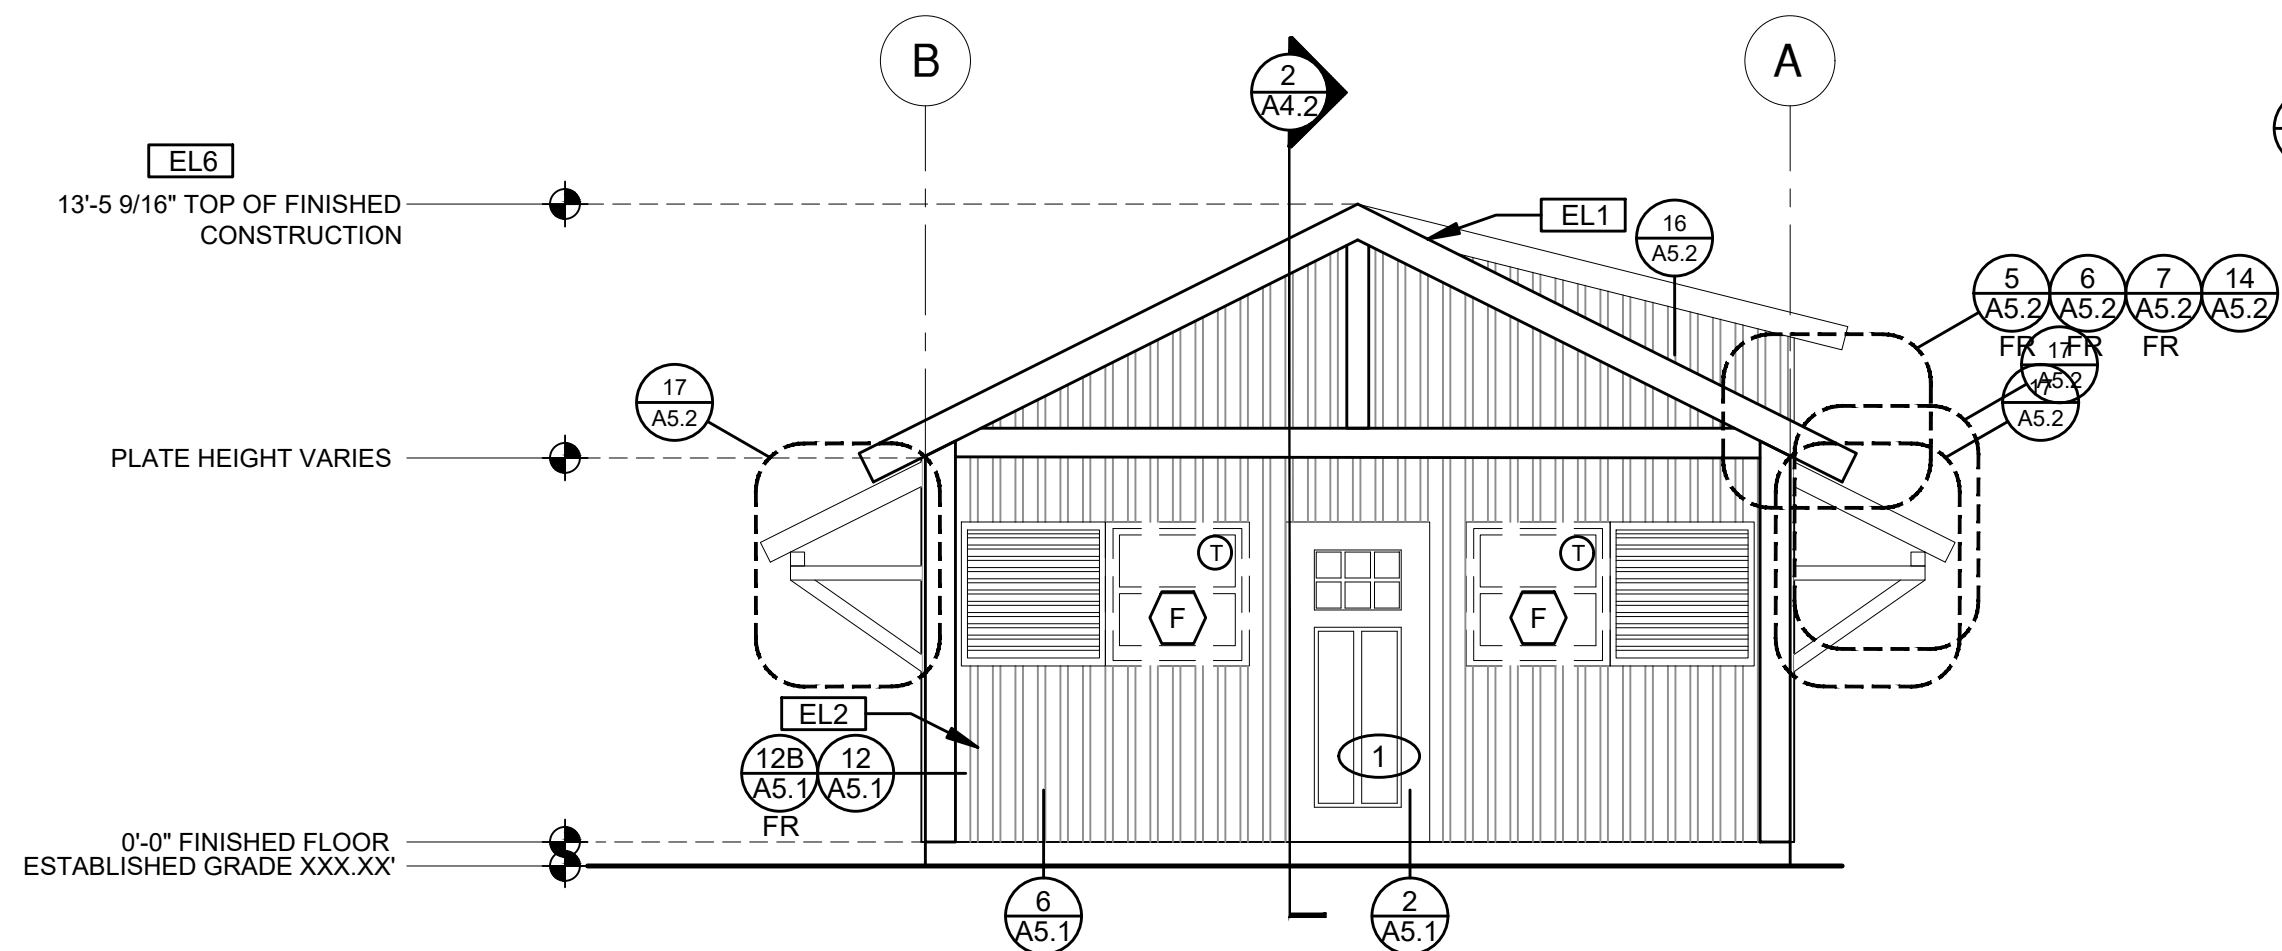 B
A
2
A4.2
EL6
13'-5 9/16" TOP OF FINISHED
CONSTRUCTION
EL1
16
A5.2
5 6 7 14
A5.2 A5.2 A5.2 A5.2
FR FR FR
17
A5.2
17
A5.2
17
A5.2
PLATE HEIGHT VARIES
T T
F F
EL2
12B 12
A5.1 A5.1
FR
1
0'-0" FINISHED FLOOR
ESTABLISHED GRADE XXX.XX'
6
A5.1
2
A5.1